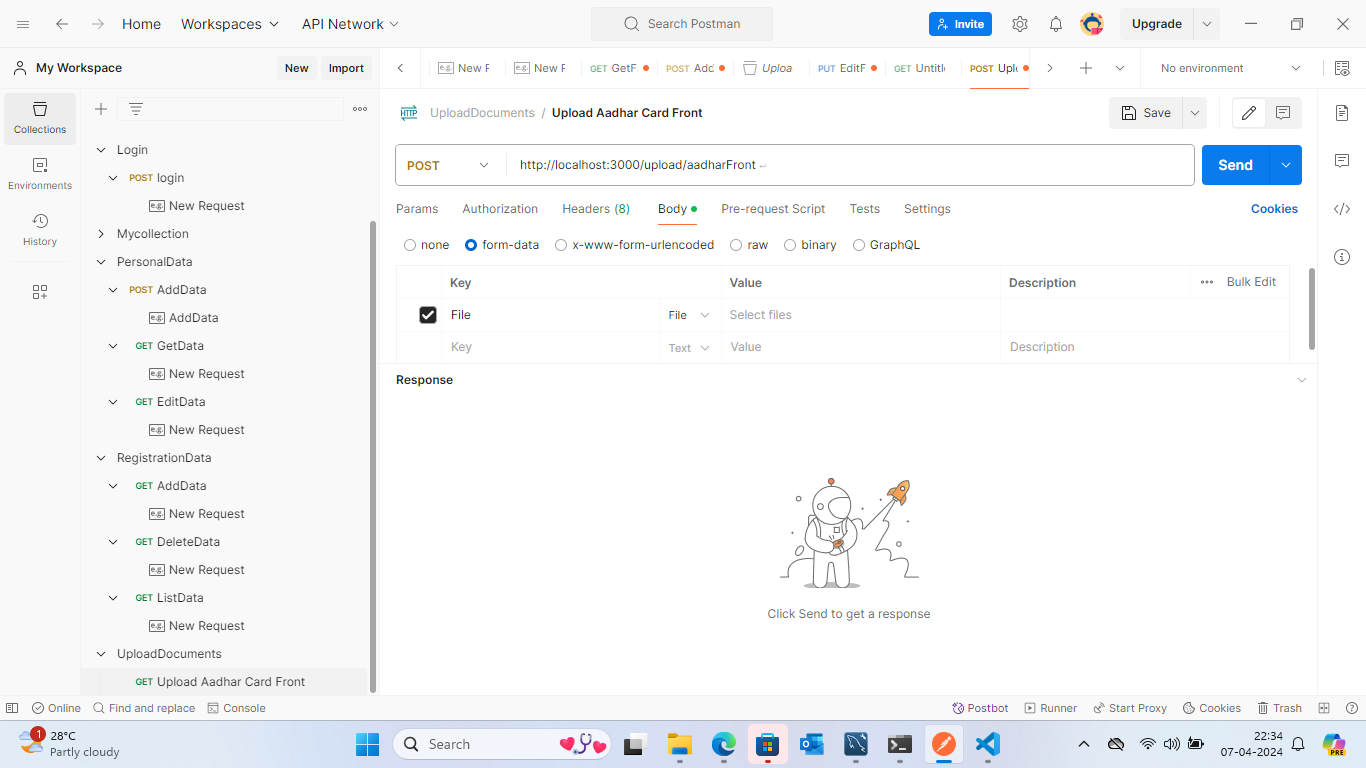 Home Workspaces API Network Search Postman Invite Upgrade
My Workspace New Import
New F New F GetF POST Add Uploa PUT EditF GET Untitle POST Uplo No environment
Collections
Environments
History
Login
POST login
e.g. New Request
Mycollection
PersonalData
POST AddData
e.g. AddData
GET GetData
e.g. New Request
GET EditData
e.g. New Request
RegistrationData
GET AddData
e.g. New Request
GET DeleteData
e.g. New Request
GET ListData
e.g. New Request
UploadDocuments
GET Upload Aadhar Card Front
HTTP UploadDocuments / Upload Aadhar Card Front Save
POST http://localhost:3000/upload/aadharFront Send
Params Authorization Headers (8) Body Pre-request Script Tests Settings Cookies
none form-data x-www-form-urlencoded raw binary GraphQL
Key Value Description Bulk Edit
File File Select files
Key Text Value Description
Response
Click Send to get a response
Online Find and replace Console Postbot Runner Start Proxy Cookies Trash
1 28°C
Partly cloudy
Search
22:34
07-04-2024
PRE